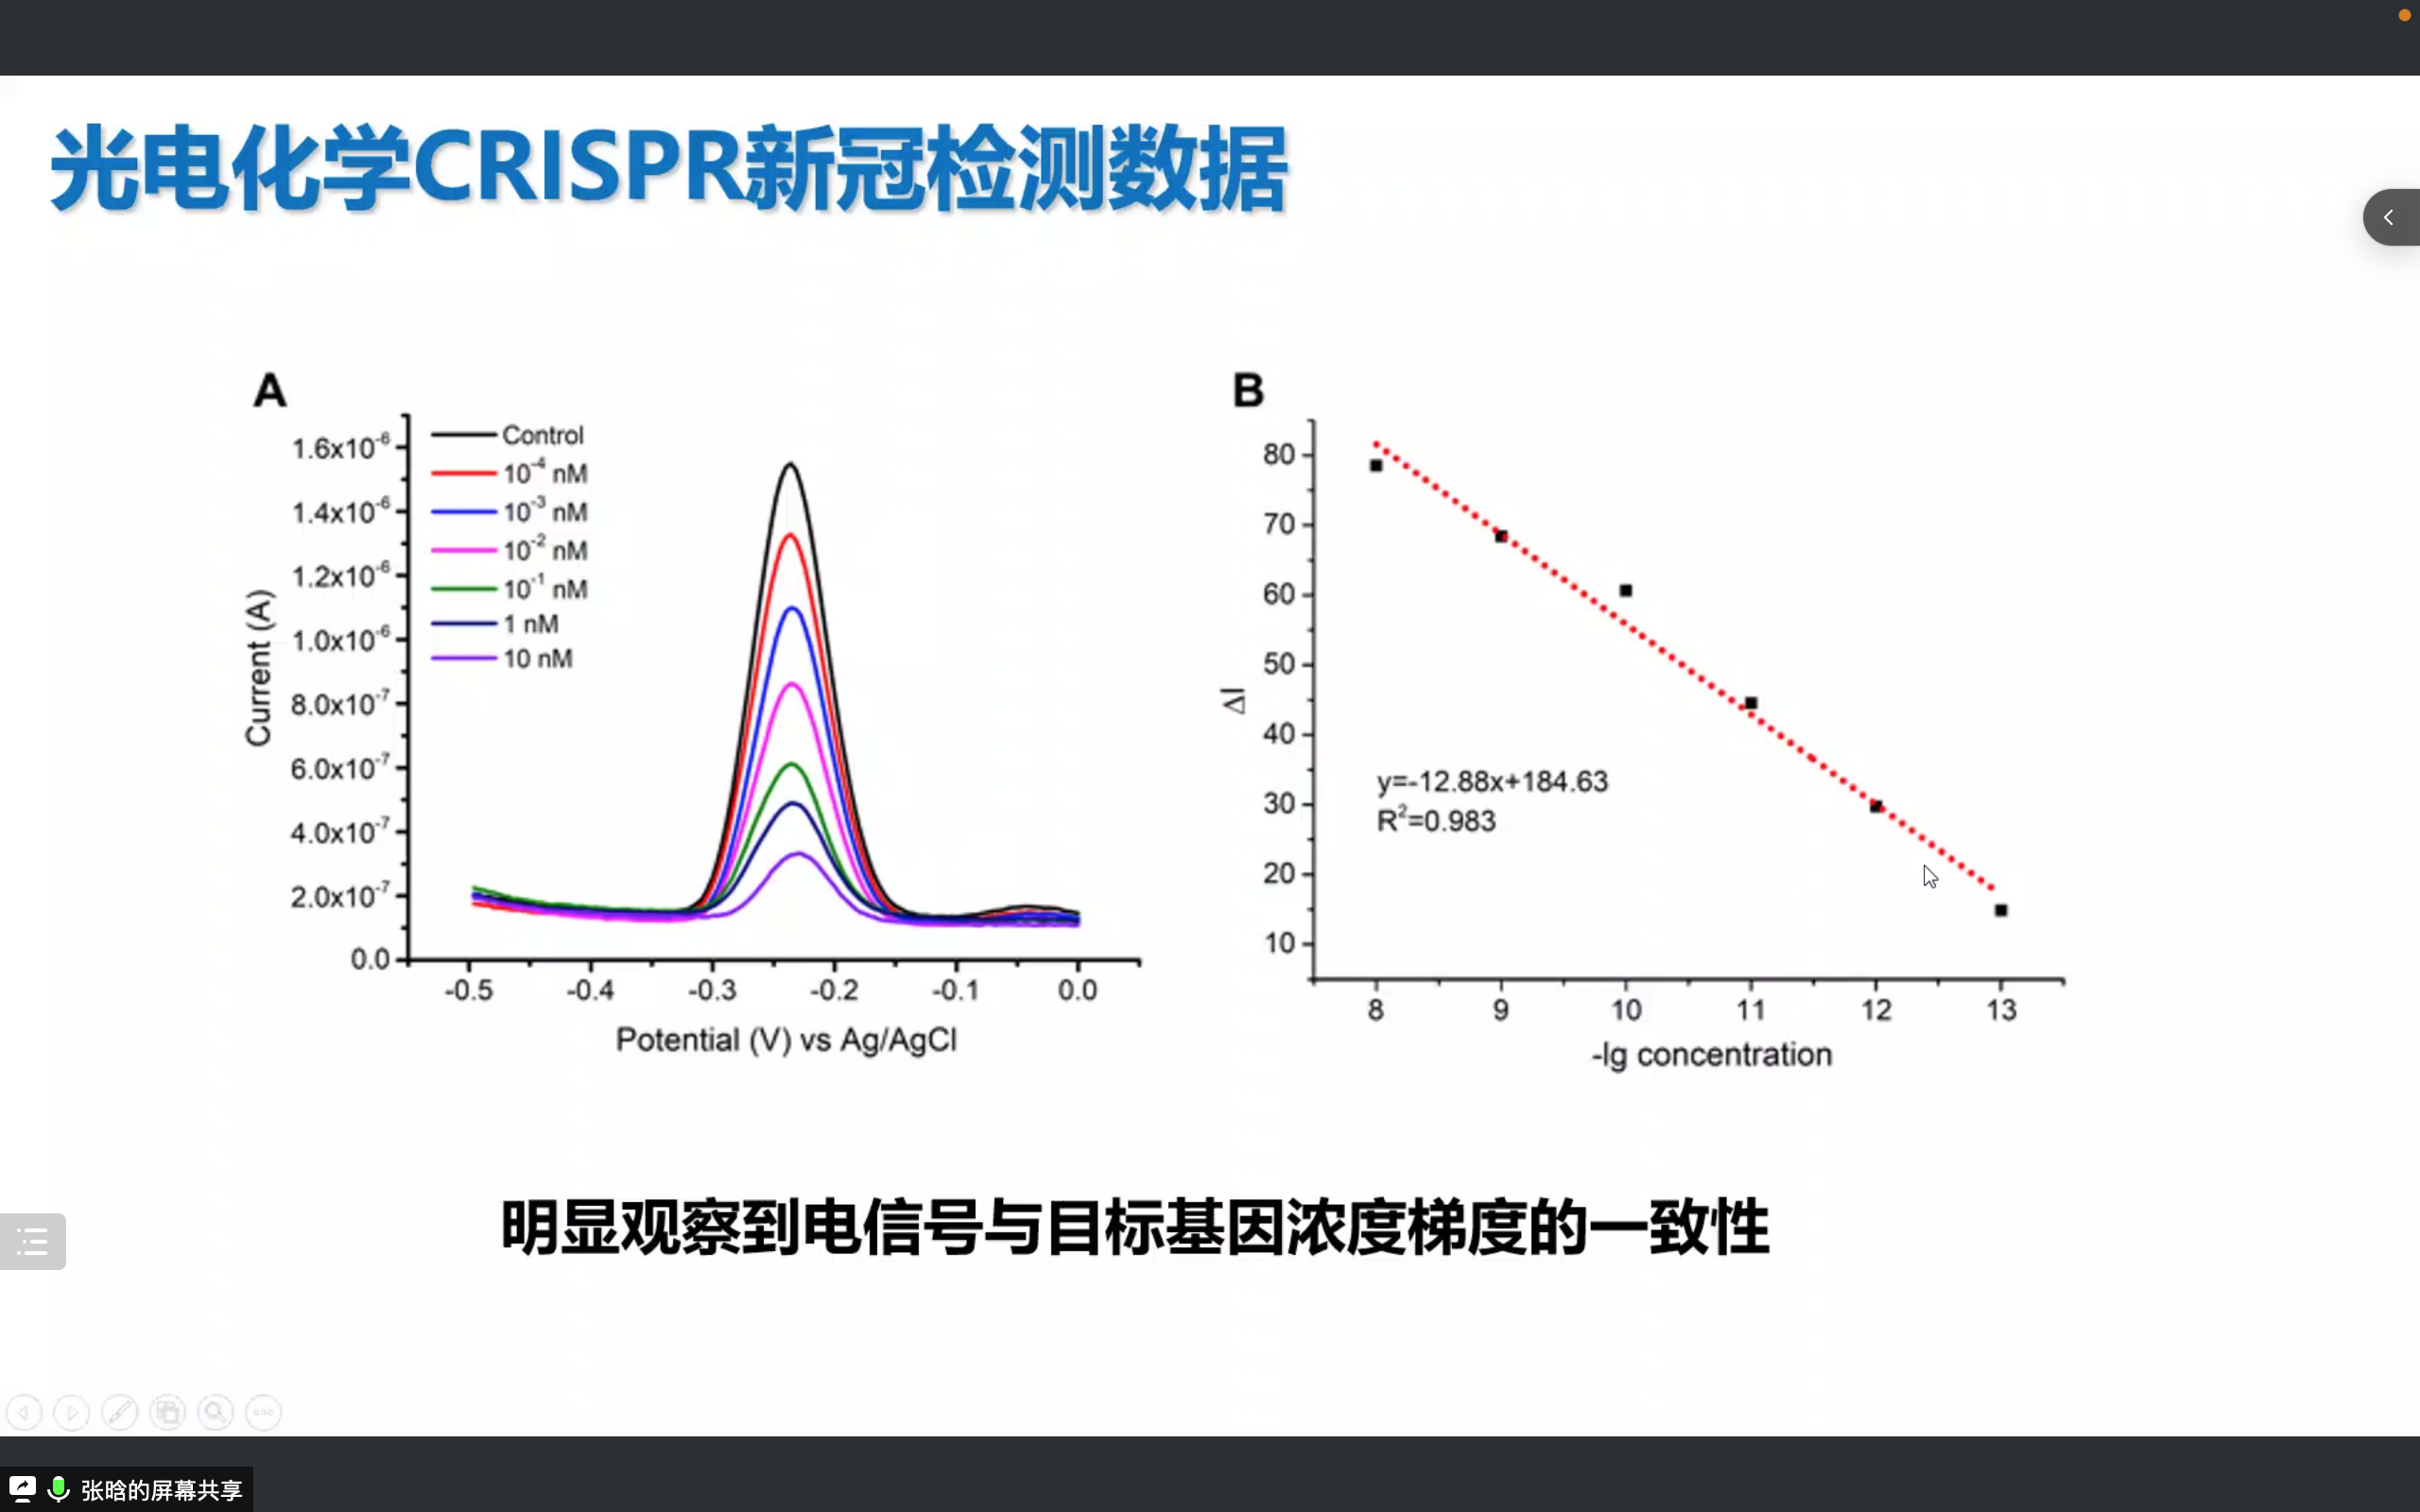 光电化学CRISPR新冠检测数据
A
Control
10⁻⁴ nM
10⁻³ nM
10⁻² nM
10⁻¹ nM
1 nM
10 nM
1.6x10⁻⁶
1.4x10⁻⁶
1.2x10⁻⁶
1.0x10⁻⁶
8.0x10⁻⁷
6.0x10⁻⁷
4.0x10⁻⁷
2.0x10⁻⁷
0.0
Current (A)
-0.5 -0.4 -0.3 -0.2 -0.1 0.0
Potential (V) vs Ag/AgCl
B
80
70
60
50
40
30
20
10
ΔI
y=-12.88x+184.63
R²=0.983
8 9 10 11 12 13
-lg concentration
明显观察到电信号与目标基因浓度梯度的一致性
张晗的屏幕共享